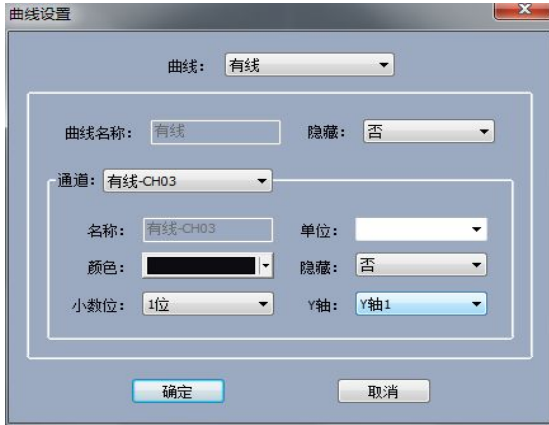 曲线设置
曲线： 有线
曲线名称： 有线 隐藏： 否
通道： 有线-CH03
名称： 有线-CH03 单位：
颜色： 隐藏： 否
小数位： 1位 Y轴： Y轴1
确定 取消